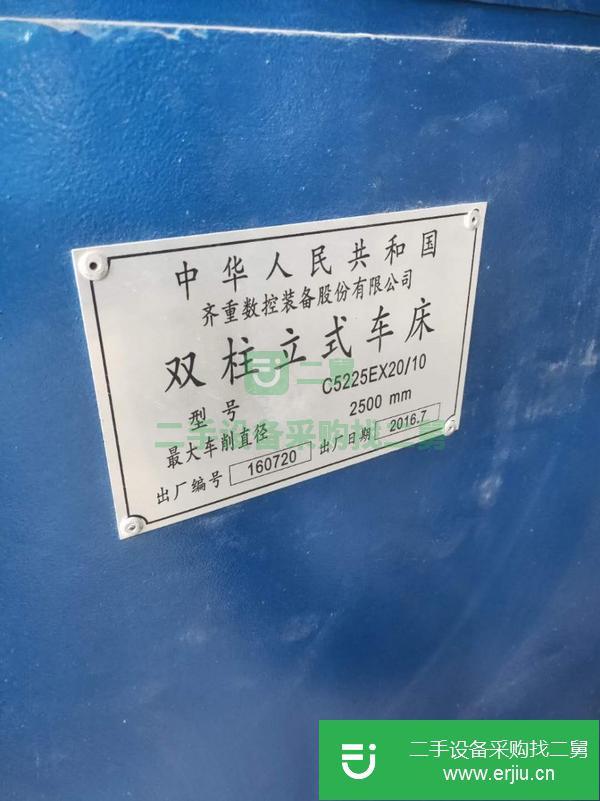 中华人民共和国
齐重数控装备股份有限公司
双柱立式车床
型号 C5225EX20/10
最大车削直径 2500 mm
出厂编号 160720 出厂日期 2016.7
二舅
二手设备采购找二舅
二手设备采购找二舅
www.erjiu.cn